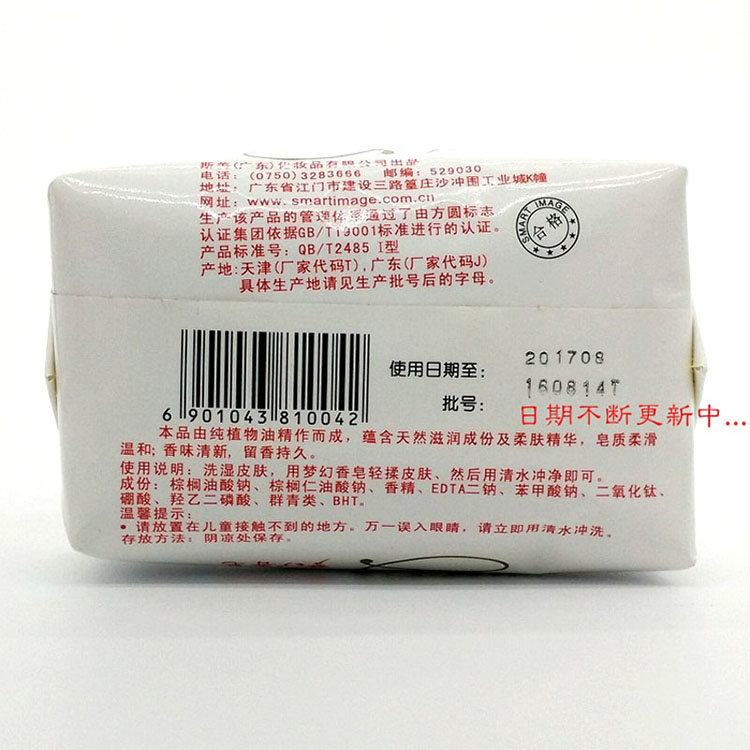 斯美(广东)化妆品有限公司出品
电话: (0750) 3283666 邮编: 529030
地址: 广东省江门市建设三路篁庄沙冲围工业城K幢
网址: www.smartimage.com.cn
生产该产品的管理体系通过了由方圆标志
认证集团依据GB/T19001标准进行的认证。
产品标准号: QB/T2485 I型
产地:天津(厂家代码T),广东(厂家代码J)
具体生产地请见生产批号后的字母。
SMART IMAGE
合格
使用日期至: 201708
批号: 160814T
日期不断更新中...
6 901043 810042
本品由纯植物油精作而成，蕴含天然滋润成份及柔肤精华，皂质柔滑
温和; 香味清新, 留香持久。
使用说明: 洗湿皮肤, 用梦幻香皂轻揉皮肤、然后用清水冲净即可。
成份: 棕榈油酸钠、棕榈仁油酸钠、香精、EDTA二钠、苯甲酸钠、二氧化钛、
硼酸、羟乙二磷酸、群青类、BHT。
温馨提示:
• 请放置在儿童接触不到的地方。万一误入眼睛，请立即用清水冲洗。
存放方法: 阴凉处保存。